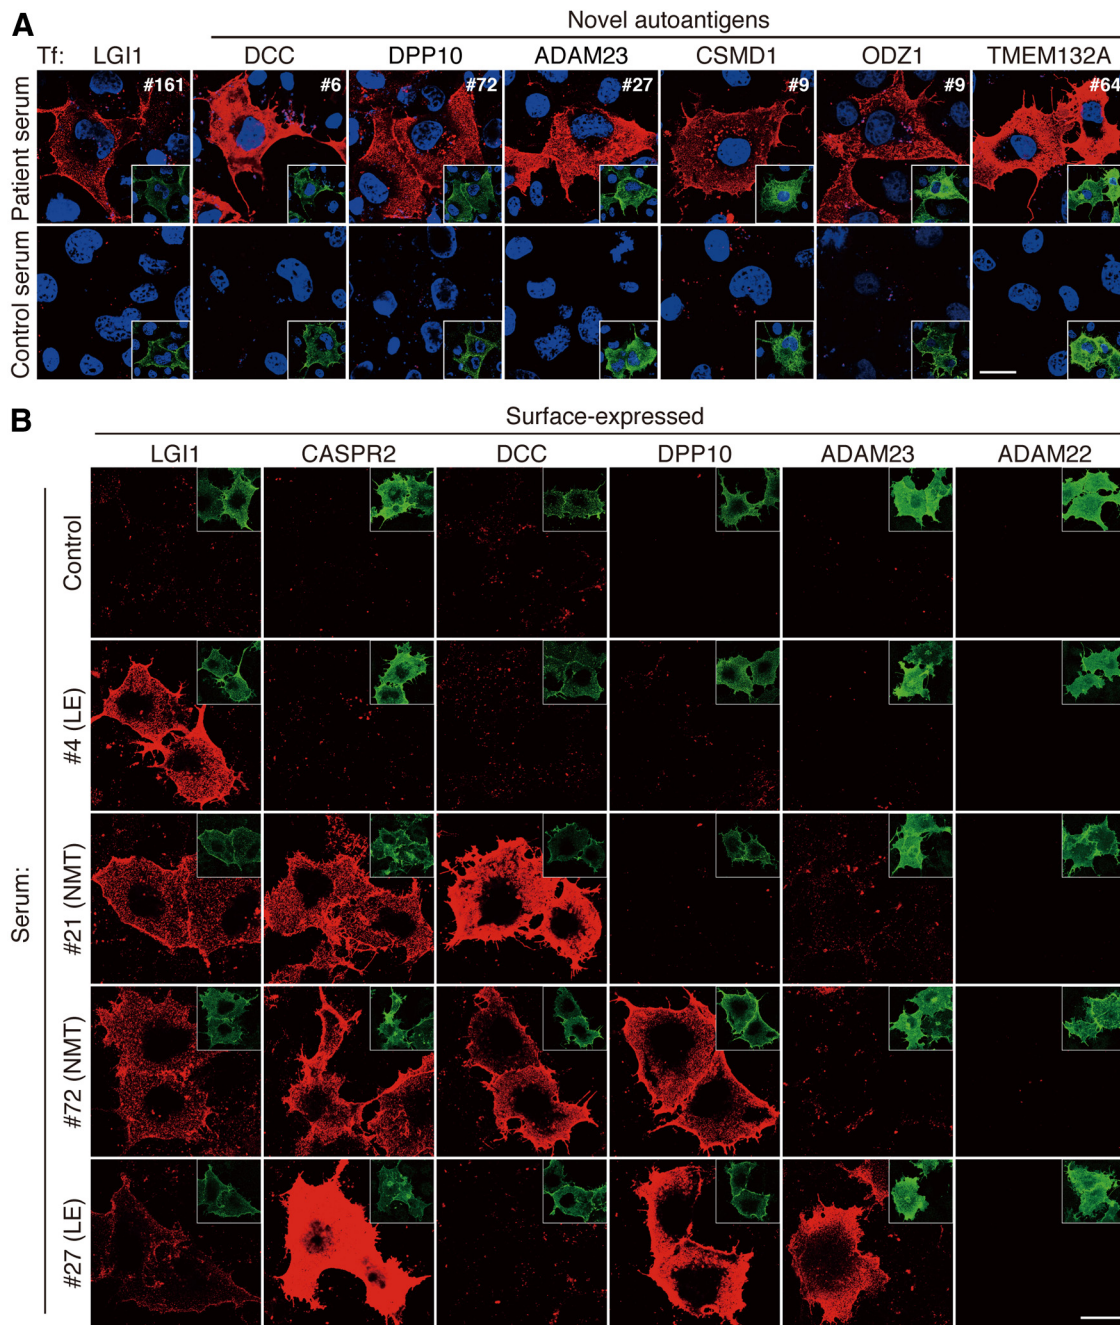 A
Novel autoantigens
Tf: LGI1 DCC DPP10 ADAM23 CSMD1 ODZ1 TMEM132A
Patient serum
#161 #6 #72 #27 #9 #9 #64
Control serum
B
Surface-expressed
LGI1 CASPR2 DCC DPP10 ADAM23 ADAM22
Serum:
Control
#4 (LE)
#21 (NMT)
#72 (NMT)
#27 (LE)